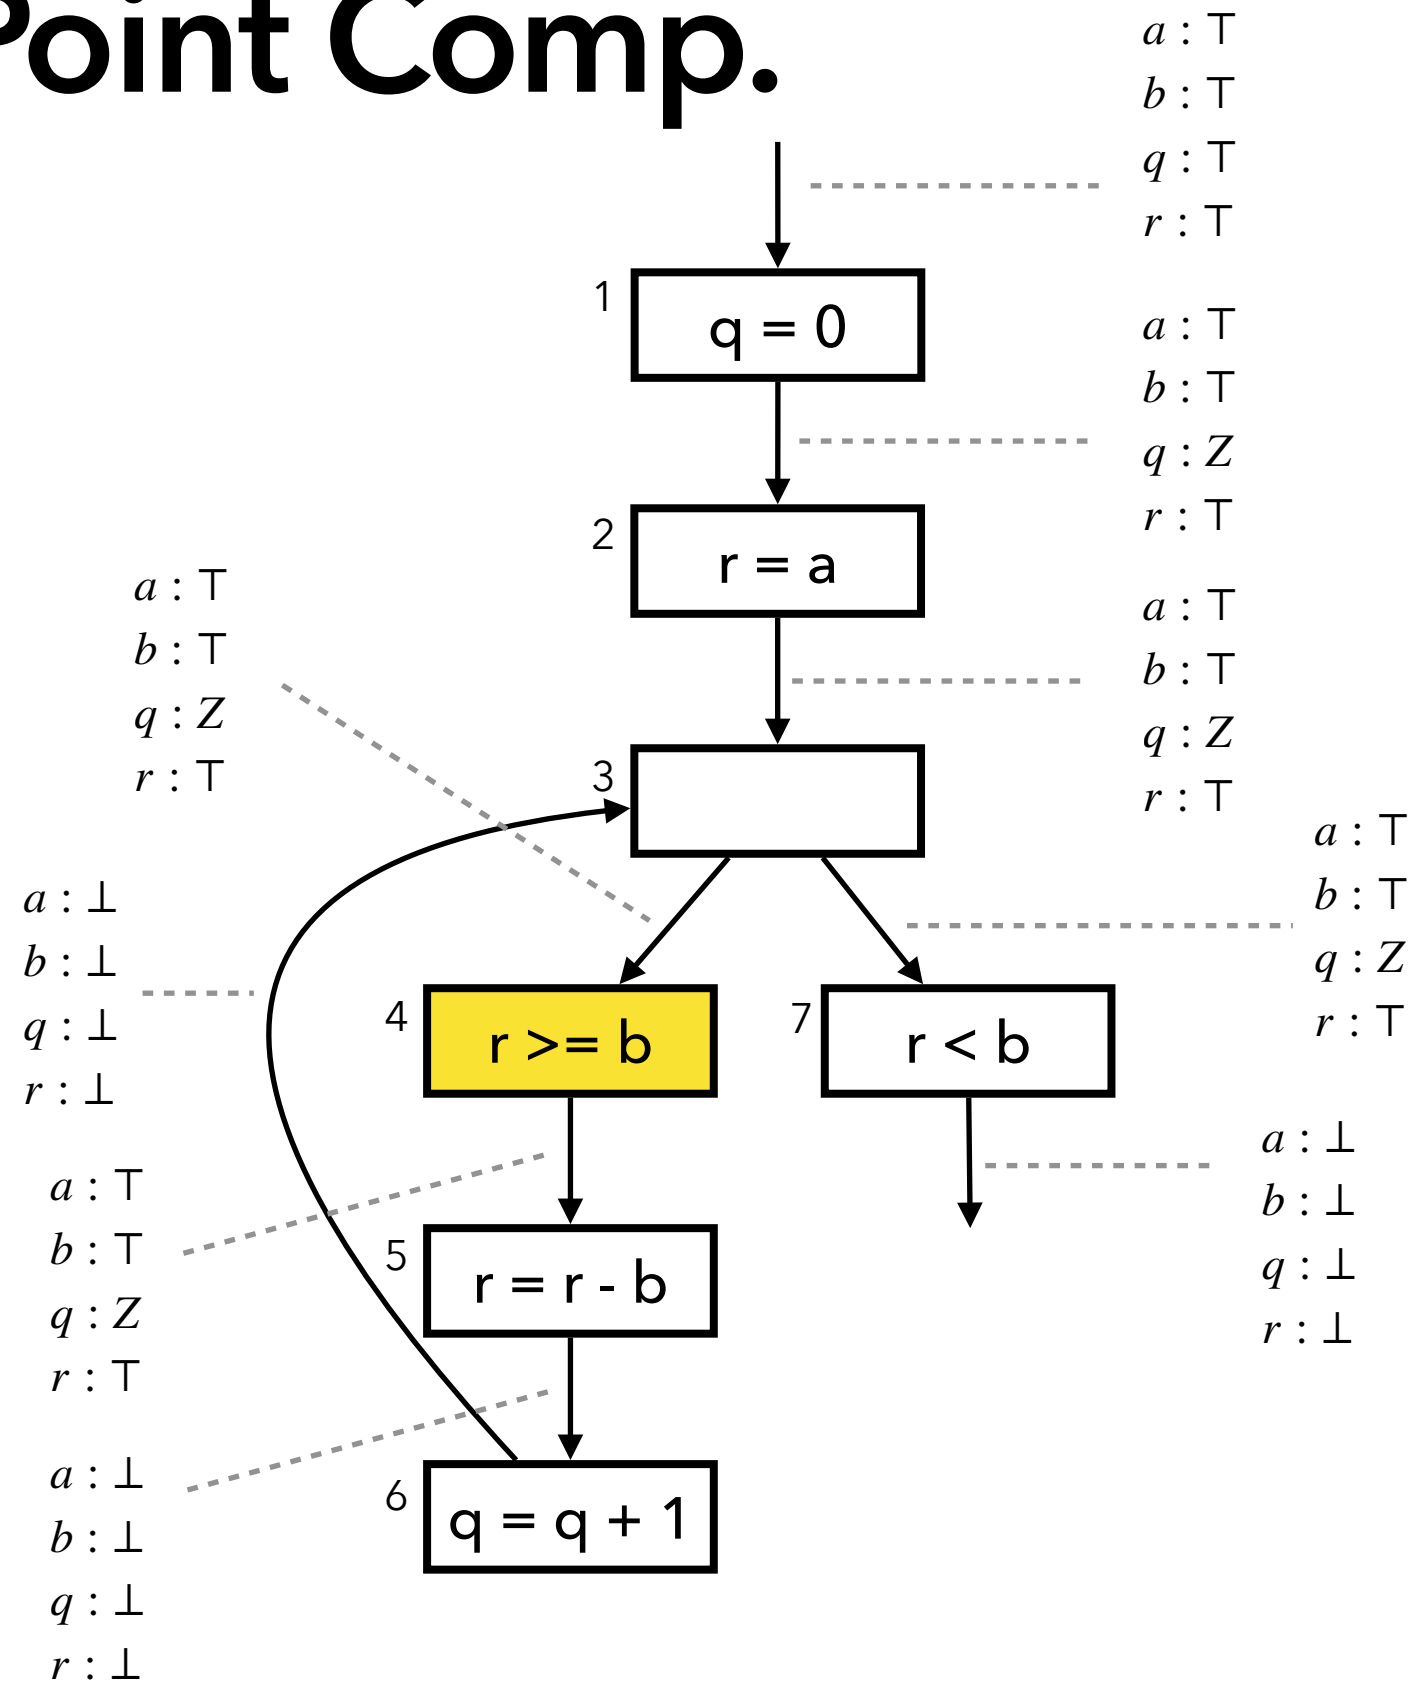 Point Comp.
a : ⊤
b : ⊤
q : ⊤
r : ⊤
1
q = 0
a : ⊤
b : ⊤
q : Z
r : ⊤
2
r = a
a : ⊤
b : ⊤
q : Z
r : ⊤
a : ⊤
b : ⊤
q : Z
r : ⊤
3
a : ⊤
b : ⊤
q : Z
r : ⊤
a : ⊥
b : ⊥
q : ⊥
r : ⊥
4
r >= b
7
r < b
a : ⊥
b : ⊥
q : ⊥
r : ⊥
a : ⊤
b : ⊤
q : Z
r : ⊤
5
r = r - b
a : ⊥
b : ⊥
q : ⊥
r : ⊥
6
q = q + 1